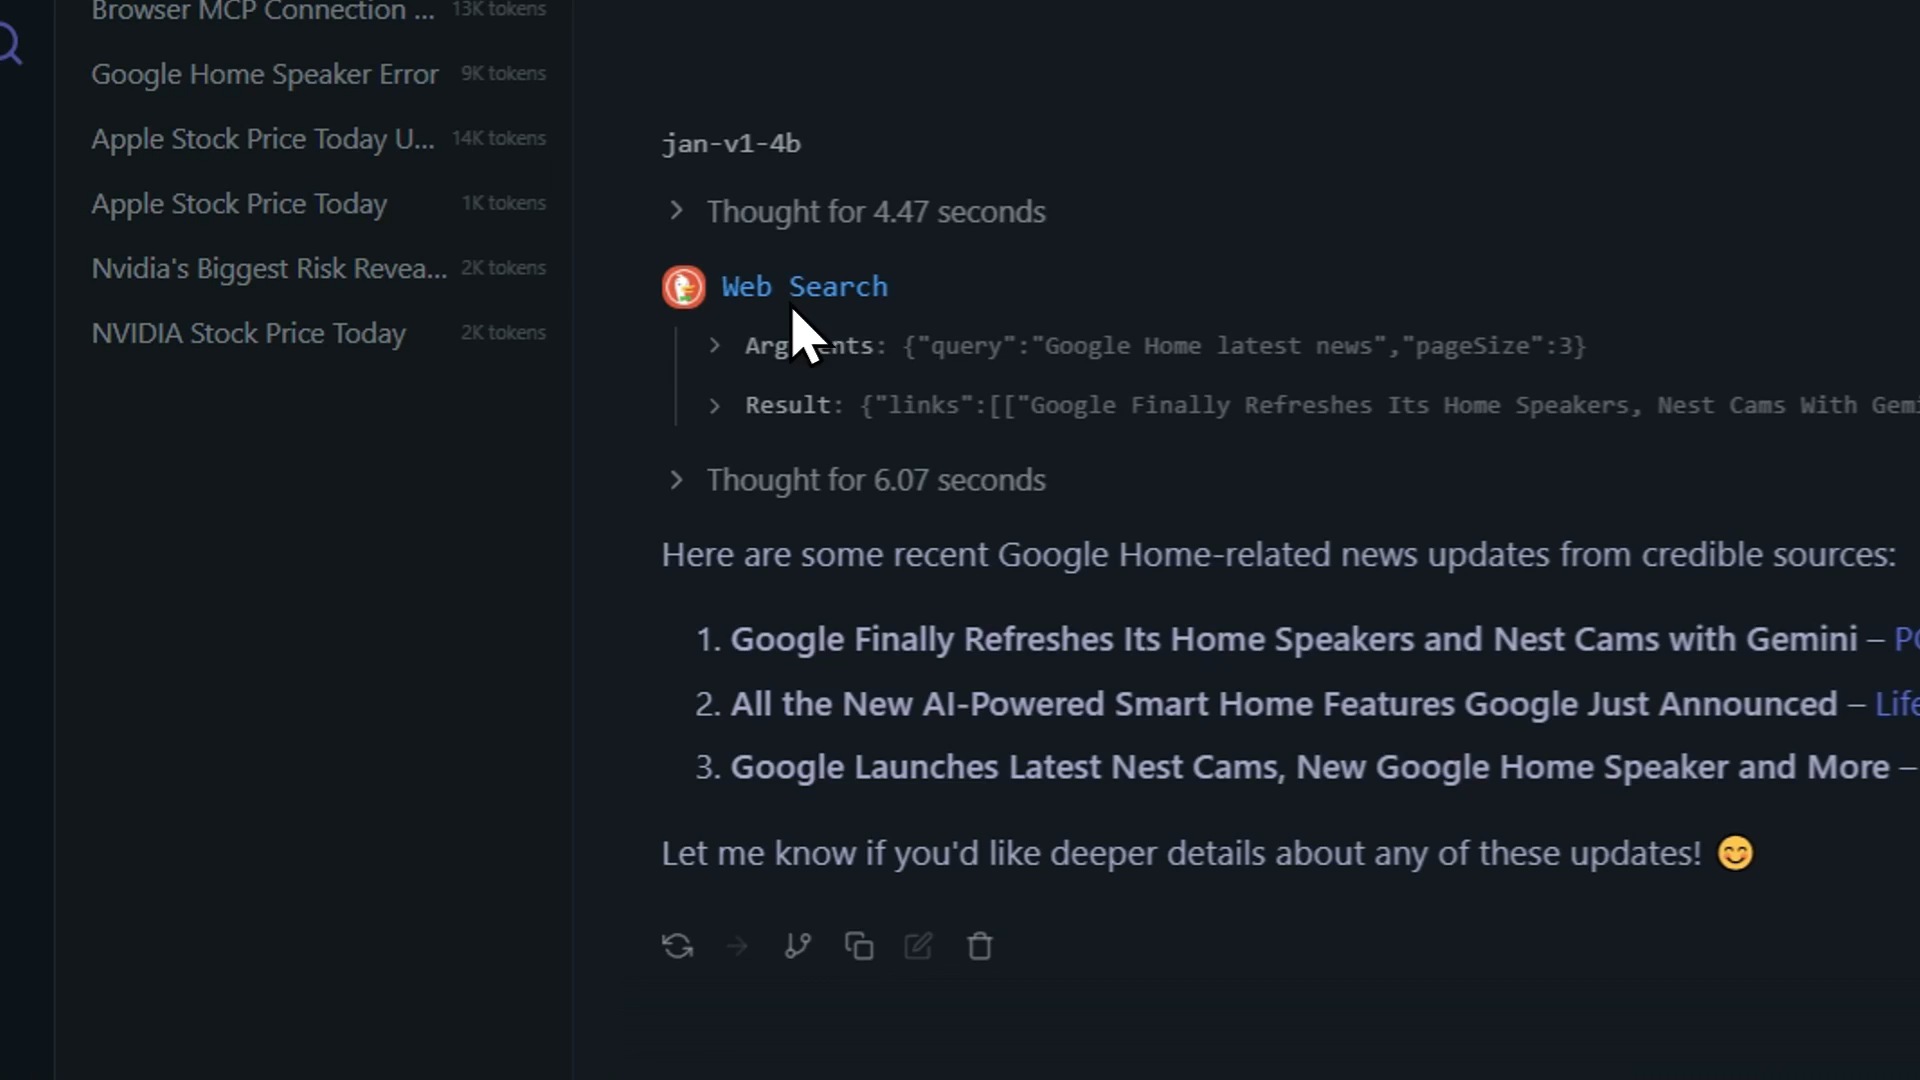 Browser MCP Connection ... 13K tokens
Google Home Speaker Error 9K tokens
Apple Stock Price Today U... 14K tokens
Apple Stock Price Today 1K tokens
Nvidia's Biggest Risk Revea... 2K tokens
NVIDIA Stock Price Today 2K tokens
jan-v1-4b
Thought for 4.47 seconds
Web Search
: {"query":"Google Home latest news","pageSize":3}
Result: {"links":[["Google Finally Refreshes Its Home Speakers, Nest Cams With
Thought for 6.07 seconds
Here are some recent Google Home-related news updates from credible sources:
1. Google Finally Refreshes Its Home Speakers and Nest Cams with Gemini –
2. All the New AI-Powered Smart Home Features Google Just Announced –
3. Google Launches Latest Nest Cams, New Google Home Speaker and More –
Let me know if you'd like deeper details about any of these updates! 😊